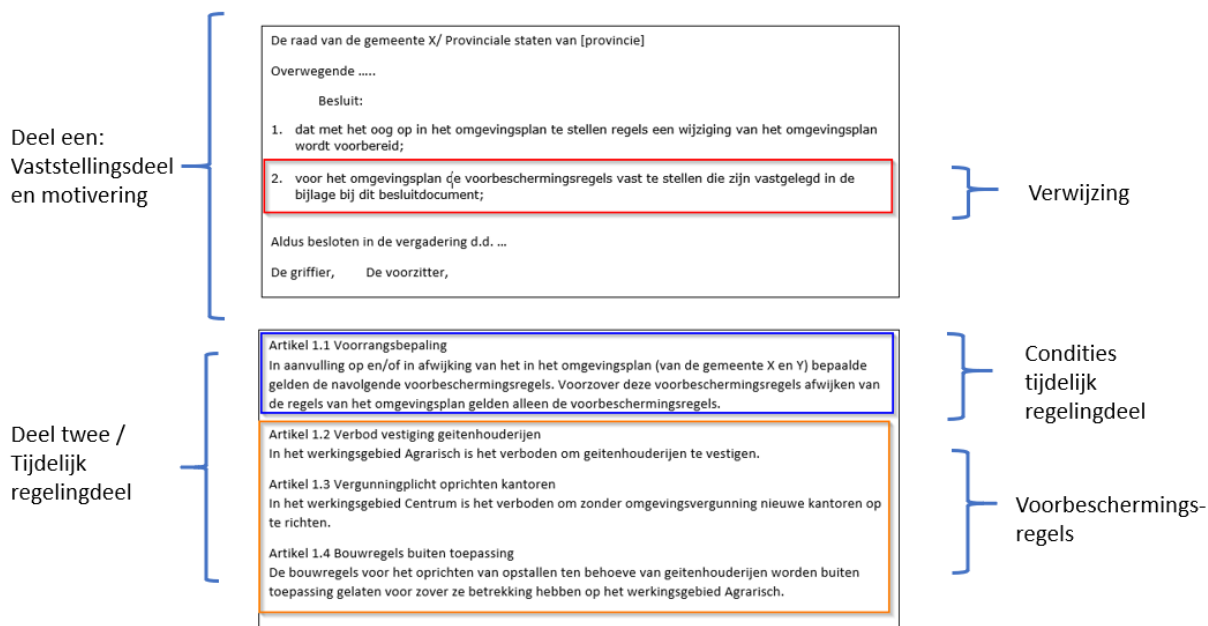 De raad van de gemeente X/ Provinciale staten van [provincie]
Overwegende .....
Besluit:
1. dat met het oog op in het omgevingsplan te stellen regels een wijziging van het omgevingsplan
wordt voorbereid;
2. voor het omgevingsplan de voorbeschermingsregels vast te stellen die zijn vastgelegd in de
bijlage bij dit besluitdocument;
Aldus besloten in de vergadering d.d. ...
De griffier, De voorzitter,
Deel een:
Vaststellingsdeel
en motivering
Verwijzing
Artikel 1.1 Voorrangsbepaling
In aanvulling op en/of in afwijking van het in het omgevingsplan (van de gemeente X en Y) bepaalde
gelden de navolgende voorbeschermingsregels. Voorzover deze voorbeschermingsregels afwijken van
de regels van het omgevingsplan gelden alleen de voorbeschermingsregels.
Condities
tijdelijk
regelingdeel
Deel twee /
Tijdelijk
regelingdeel
Artikel 1.2 Verbod vestiging geitenhouderijen
In het werkingsgebied Agrarisch is het verboden om geitenhouderijen te vestigen.
Artikel 1.3 Vergunningplicht oprichten kantoren
In het werkingsgebied Centrum is het verboden om zonder omgevingsvergunning nieuwe kantoren op
te richten.
Artikel 1.4 Bouwregels buiten toepassing
De bouwregels voor het oprichten van opstallen ten behoeve van geitenhouderijen worden buiten
toepassing gelaten voor zover ze betrekking hebben op het werkingsgebied Agrarisch.
Voorbeschermings-
regels